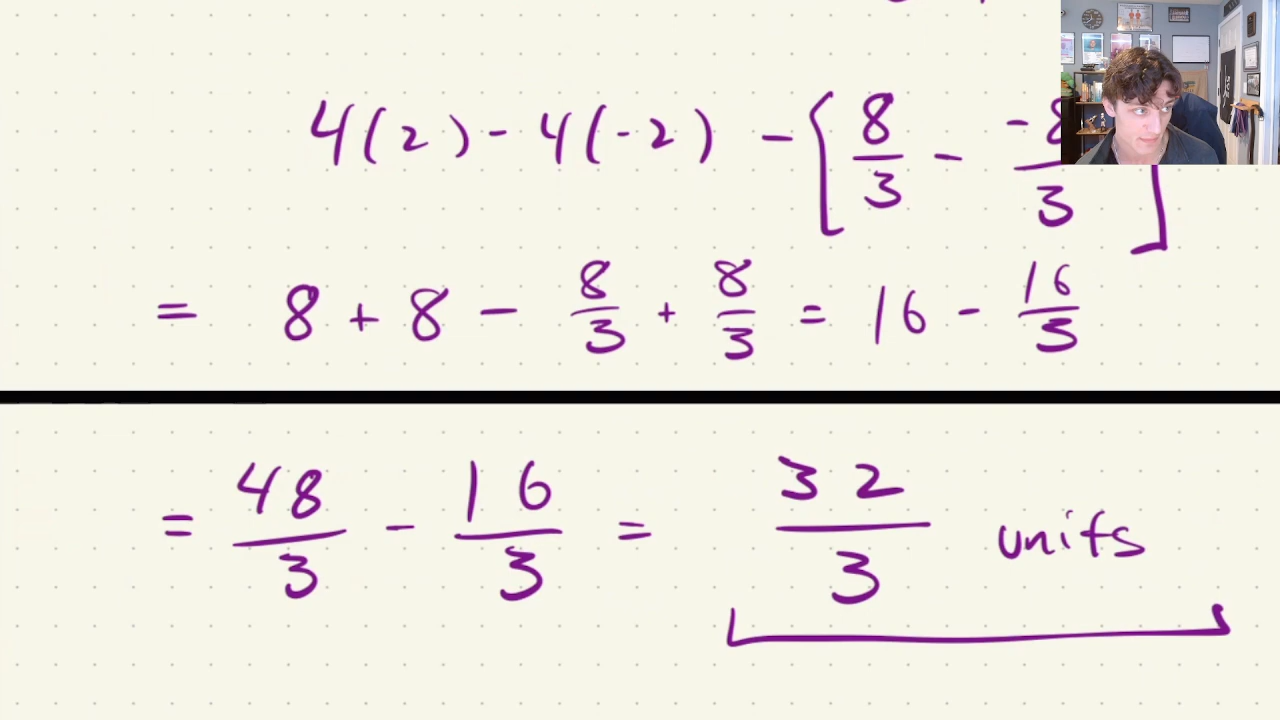 4(2) - 4(-2) - [8/3 - -8/3]
= 8 + 8 - 8/3 + 8/3 = 16 - 16/3
= 48/3 - 16/3 = 32/3 units